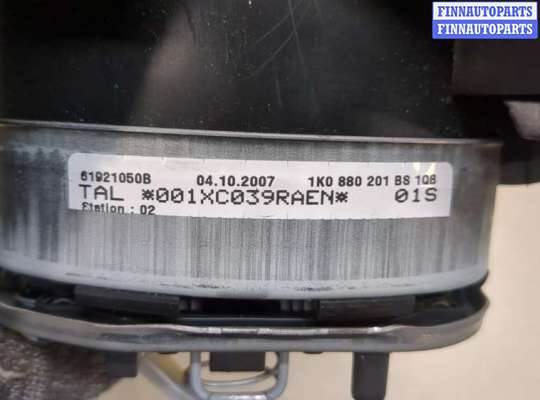 FINNAUTOPARTS
FINNAUTOPARTS
61921050B 04.10.2007 1K0 880 201 BS 1QB
TAL *001XC039RAEN* 01S
Station : 02